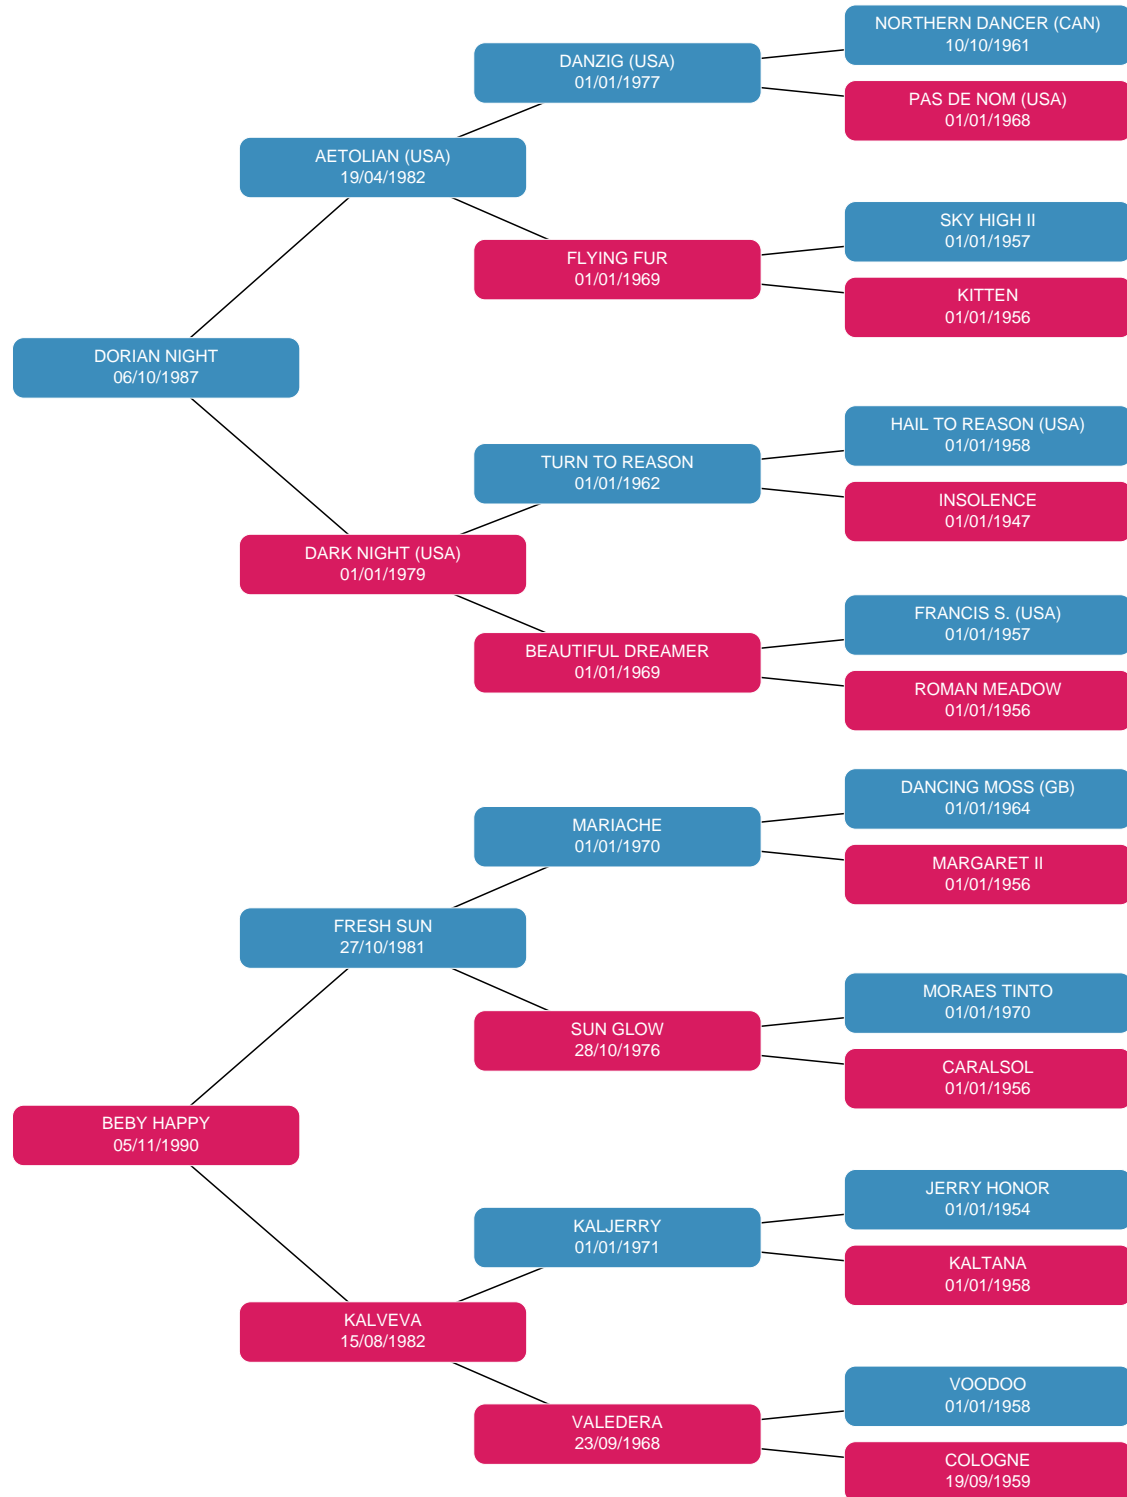 NORTHERN DANCER (CAN)
10/10/1961
DANZIG (USA)
01/01/1977
PAS DE NOM (USA)
01/01/1968
AETOLIAN (USA)
19/04/1982
SKY HIGH II
01/01/1957
FLYING FUR
01/01/1969
KITTEN
01/01/1956
DORIAN NIGHT
06/10/1987
HAIL TO REASON (USA)
01/01/1958
TURN TO REASON
01/01/1962
INSOLENCE
01/01/1947
DARK NIGHT (USA)
01/01/1979
FRANCIS S. (USA)
01/01/1957
BEAUTIFUL DREAMER
01/01/1969
ROMAN MEADOW
01/01/1956
DANCING MOSS (GB)
01/01/1964
MARIACHE
01/01/1970
MARGARET II
01/01/1956
FRESH SUN
27/10/1981
MORAES TINTO
01/01/1970
SUN GLOW
28/10/1976
CARALSOL
01/01/1956
BEBY HAPPY
05/11/1990
JERRY HONOR
01/01/1954
KALJERRY
01/01/1971
KALTANA
01/01/1958
KALVEVA
15/08/1982
VOODOO
01/01/1958
VALEDERA
23/09/1968
COLOGNE
19/09/1959